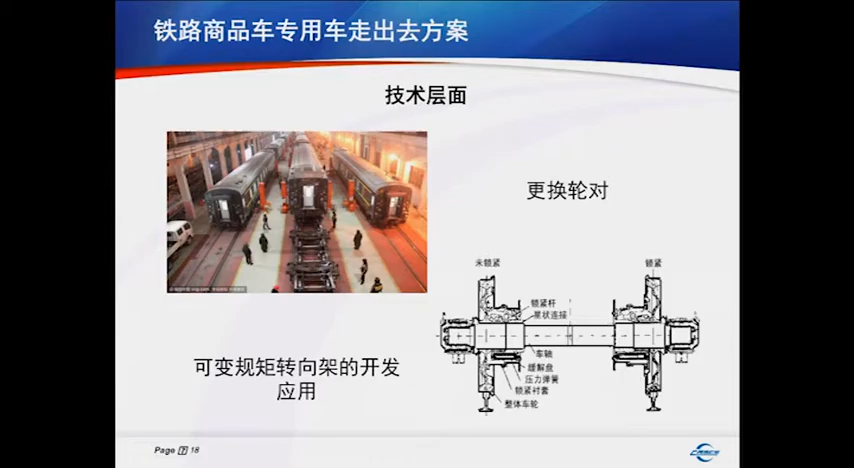 铁路商品车专用车走出去方案
技术层面
更换轮对
未锁紧
锁紧
锁紧杆
星状连接
车轴
缓解盘
压力弹簧
锁紧衬套
整体车轮
可变规矩转向架的开发
应用
Page 18